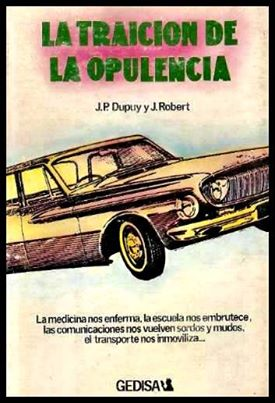 LA TRAICION DE
LA OPULENCIA
J.P. Dupuy y J. Robert
La medicina nos enferma, la escuela nos embrutece,
las comunicaciones nos vuelven sordos y mudos,
el transporte nos inmoviliza...
GEDISA